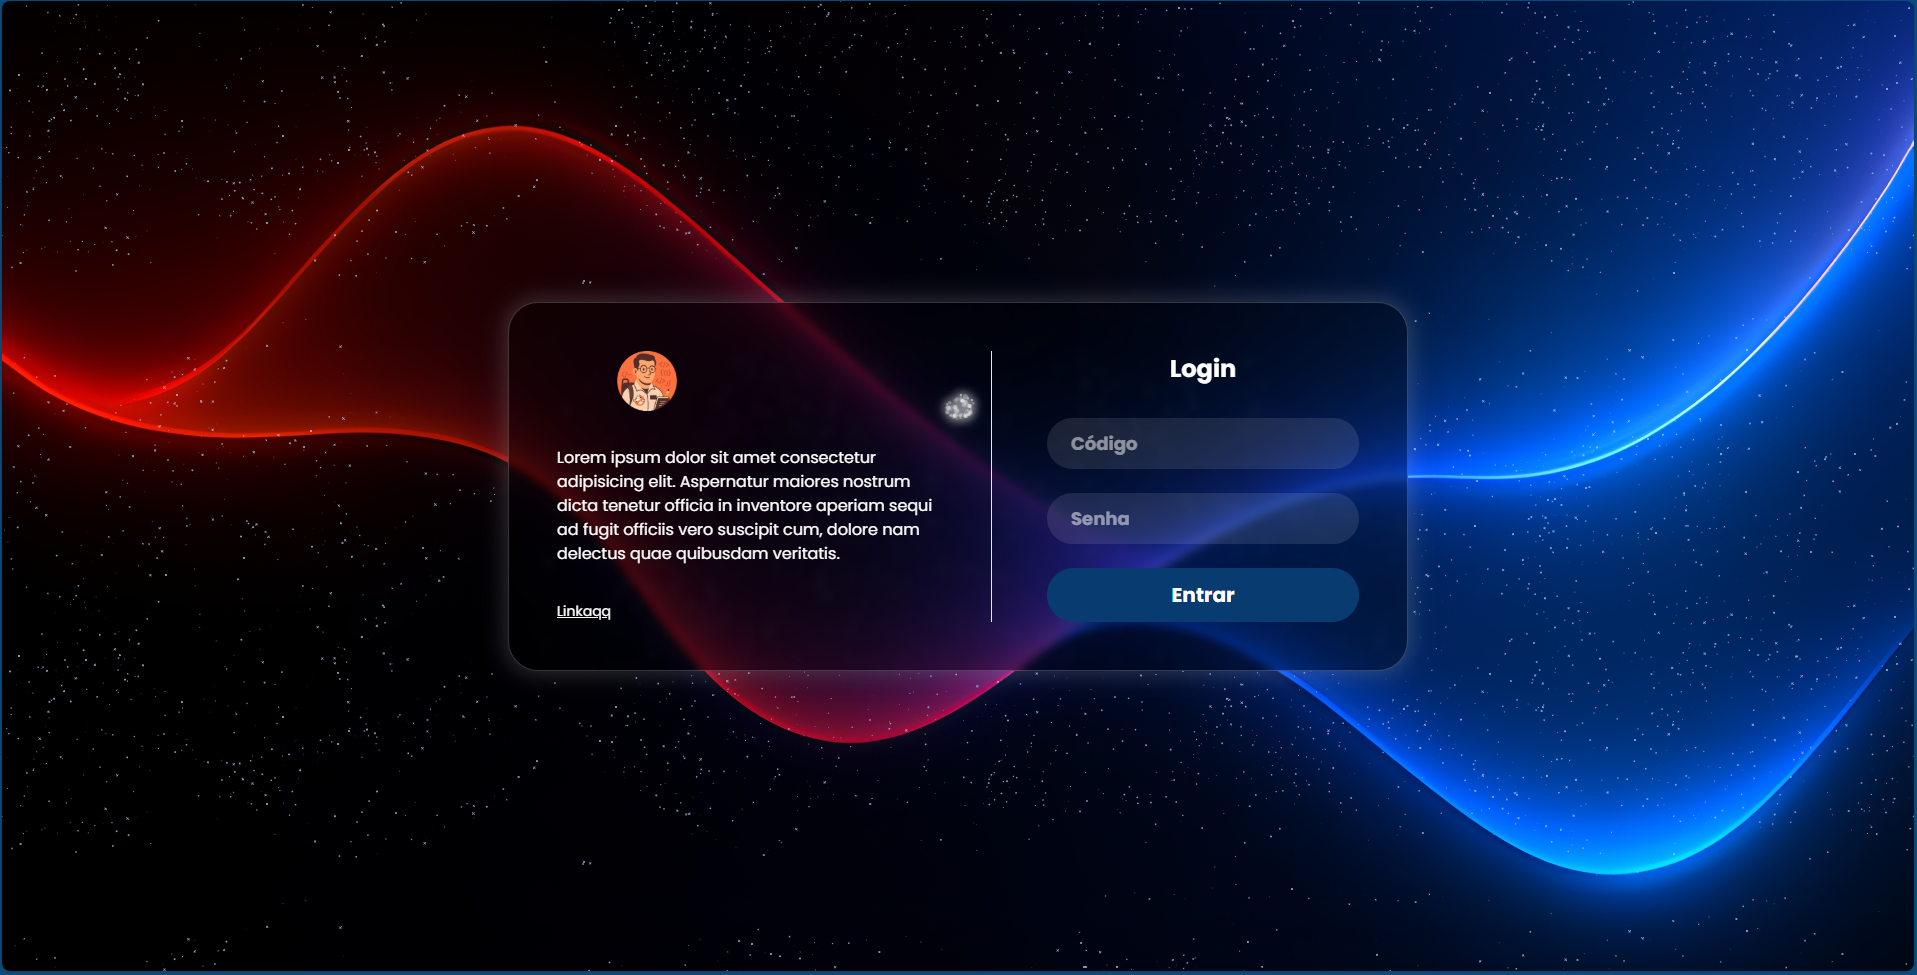 Lorem ipsum dolor sit amet consectetur
adipisicing elit. Aspernatur maiores nostrum
dicta tenetur officia in inventore aperiam sequi
ad fugit officiis vero suscipit cum, dolore nam
delectus quae quibusdam veritatis.
Linkaqq
Login
Código
Senha
Entrar